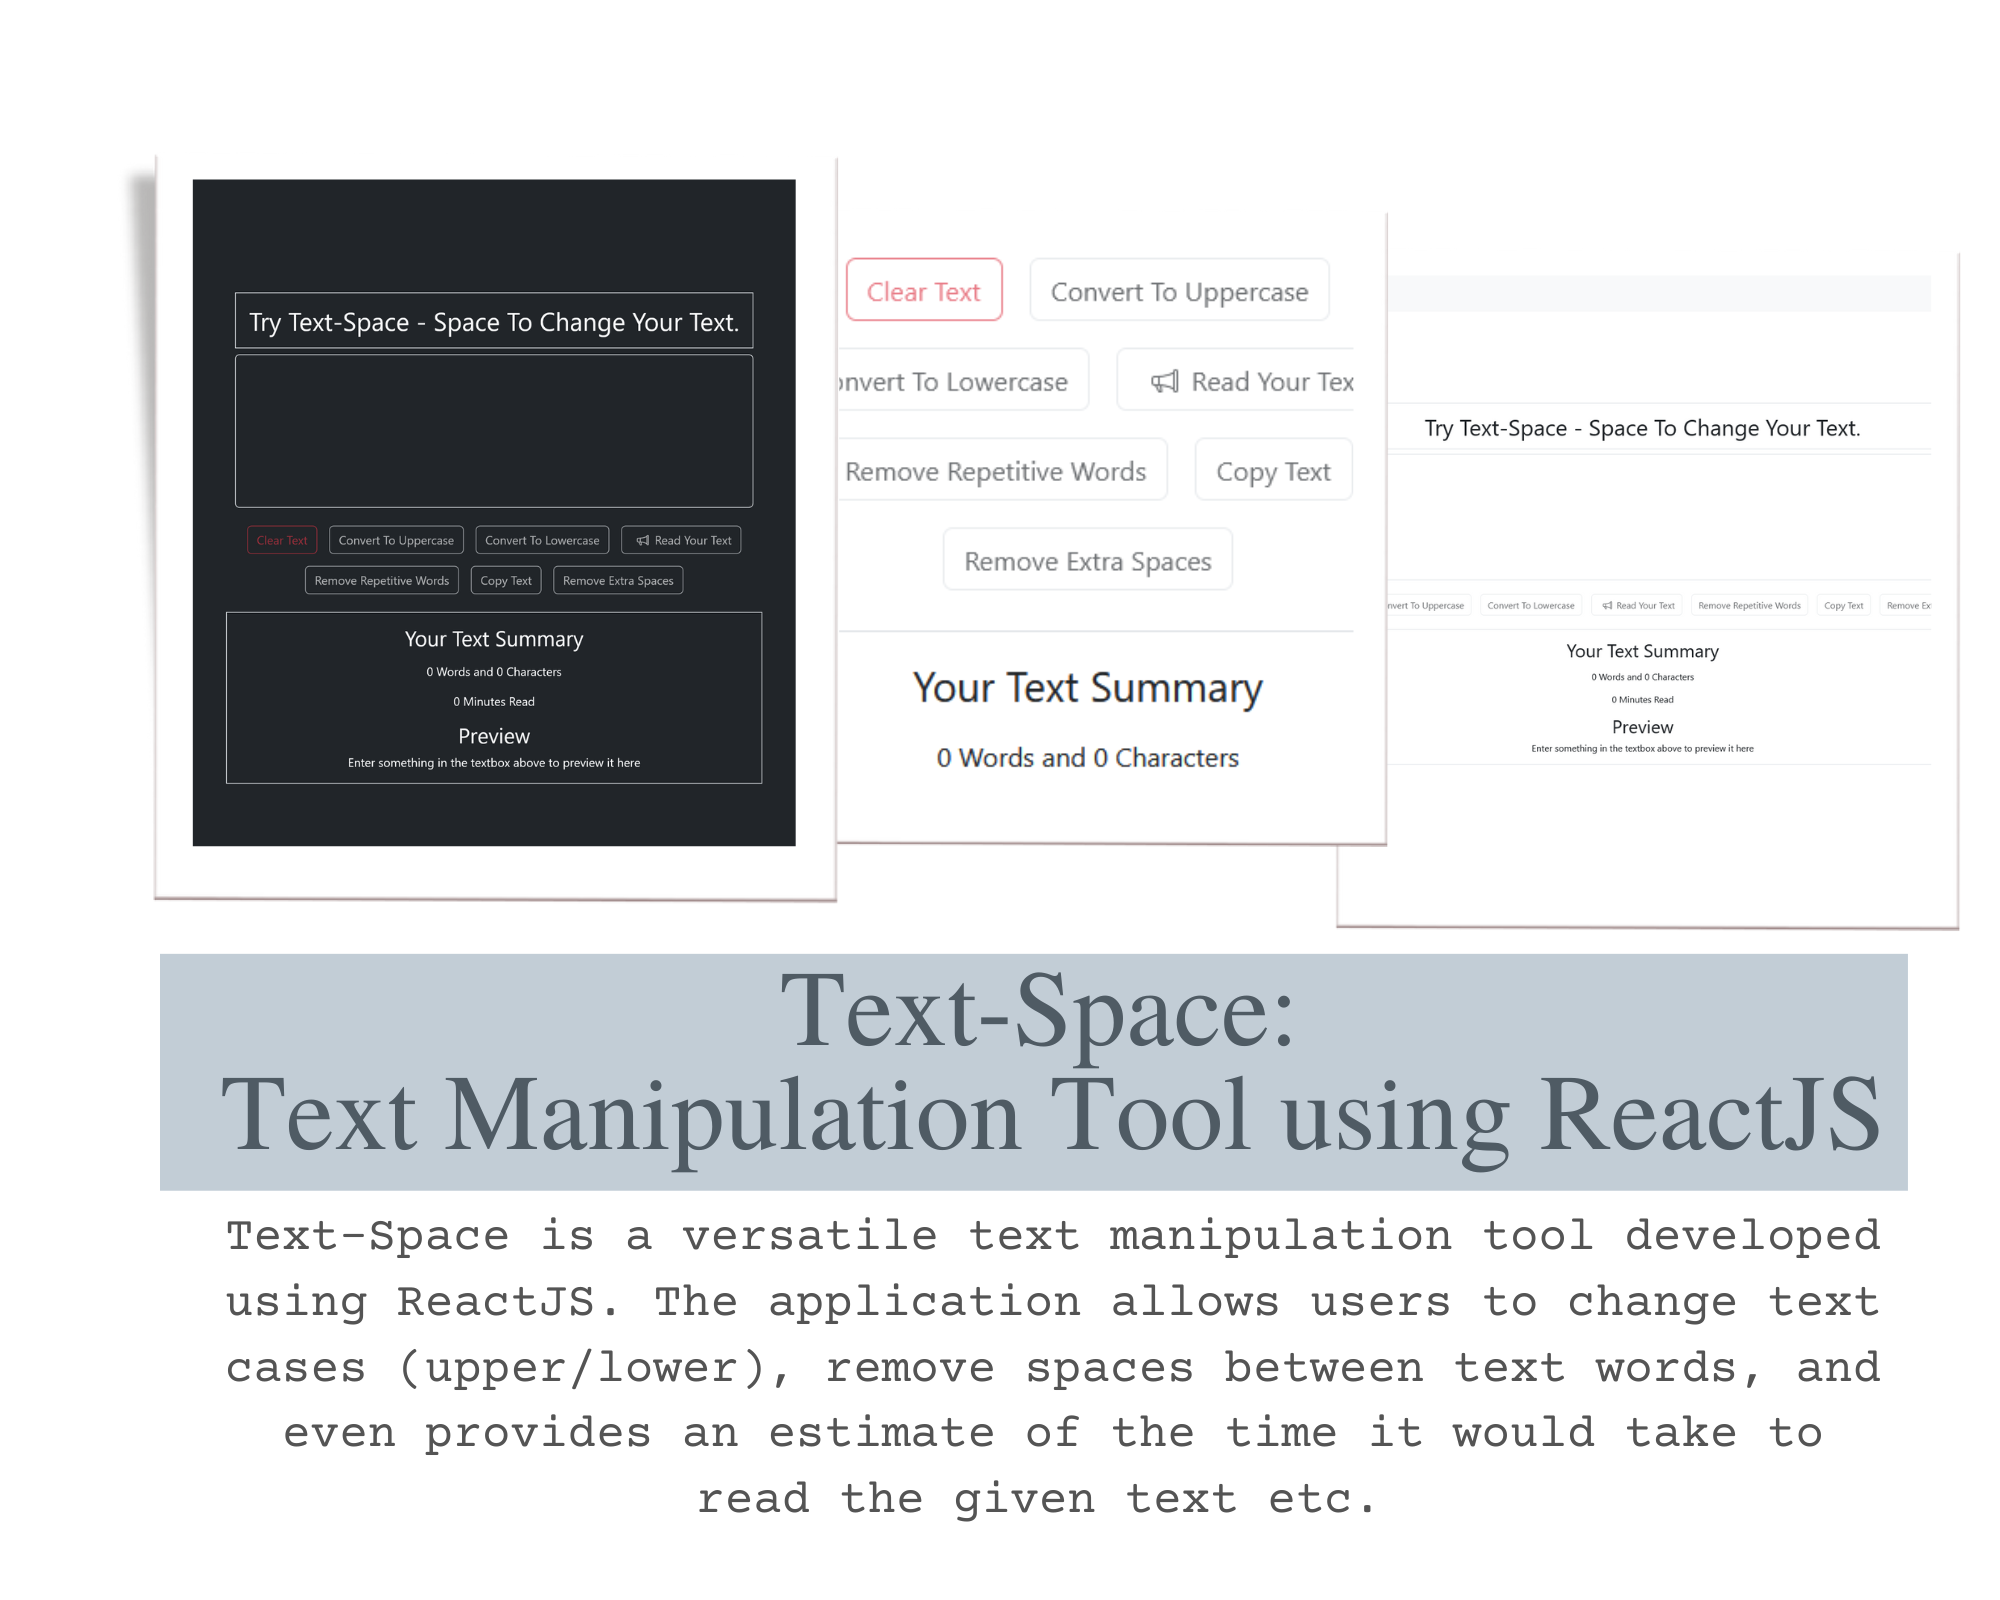 Try Text-Space - Space To Change Your Text.
Clear Text Convert To Uppercase Convert To Lowercase Read Your Text
Remove Repetitive Words Copy Text Remove Extra Spaces
Your Text Summary
0 Words and 0 Characters
0 Minutes Read
Preview
Enter something in the textbox above to preview it here
Clear Text Convert To Uppercase
onvert To Lowercase Read Your Tex
Remove Repetitive Words Copy Text
Remove Extra Spaces
Your Text Summary
0 Words and 0 Characters
Try Text-Space - Space To Change Your Text.
nvert To Uppercase Convert To Lowercase Read Your Text Remove Repetitive Words Copy Text Remove Ex
Your Text Summary
0 Words and 0 Characters
0 Minutes Read
Preview
Enter something in the textbox above to preview it here
Text-Space:
Text Manipulation Tool using ReactJS
Text-Space is a versatile text manipulation tool developed
using ReactJS. The application allows users to change text
cases (upper/lower), remove spaces between text words, and
even provides an estimate of the time it would take to
read the given text etc.